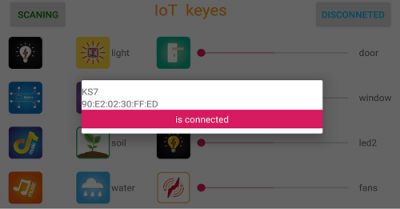 SCANING
IoT keyes
DISCONNETED
light
door
KS7
90:E2:02:30:FF:ED
is connected
window
soil
led2
water
fans